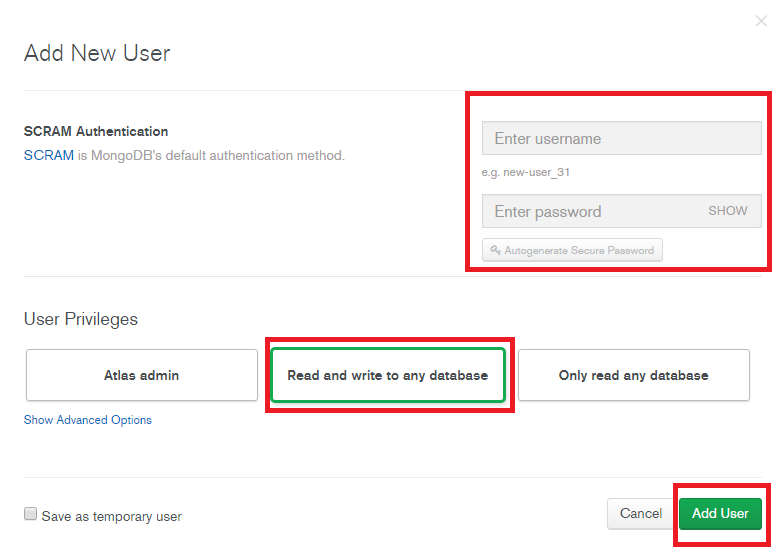 ×
Add New User
SCRAM Authentication
SCRAM is MongoDB's default authentication method.
Enter username
e.g. new-user_31
Enter password SHOW
Autogenerate Secure Password
User Privileges
Atlas admin Read and write to any database Only read any database
Show Advanced Options
Save as temporary user Cancel Add User